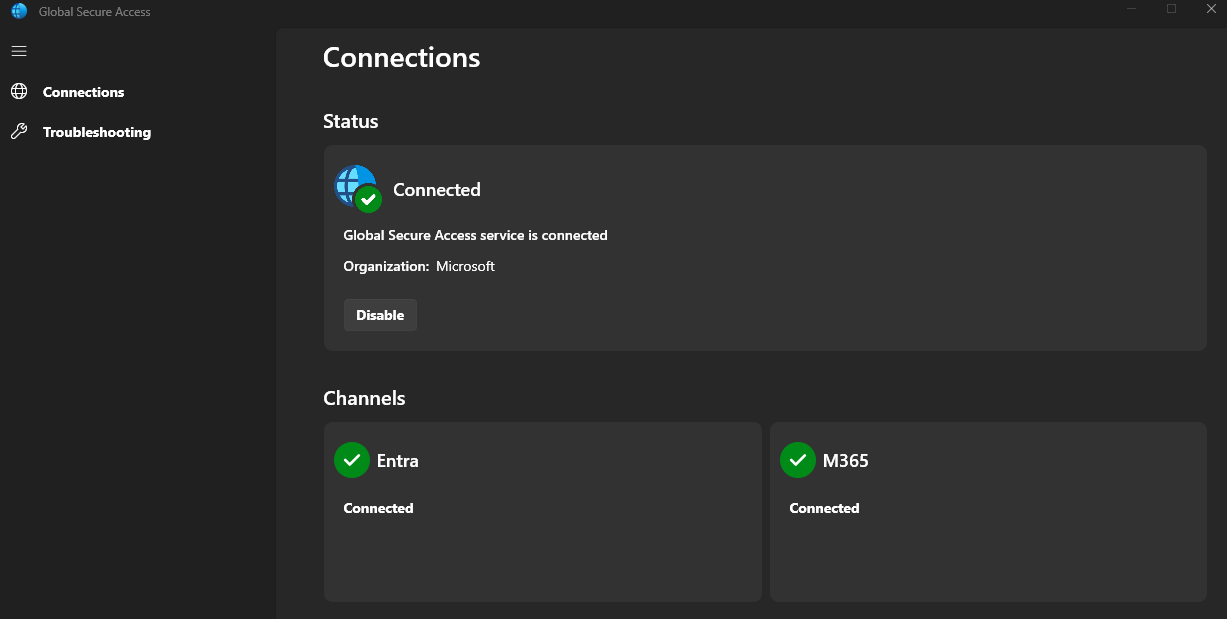 Global Secure Access
Connections
Troubleshooting
Connections
Status
Connected
Global Secure Access service is connected
Organization: Microsoft
Disable
Channels
Entra
Connected
M365
Connected